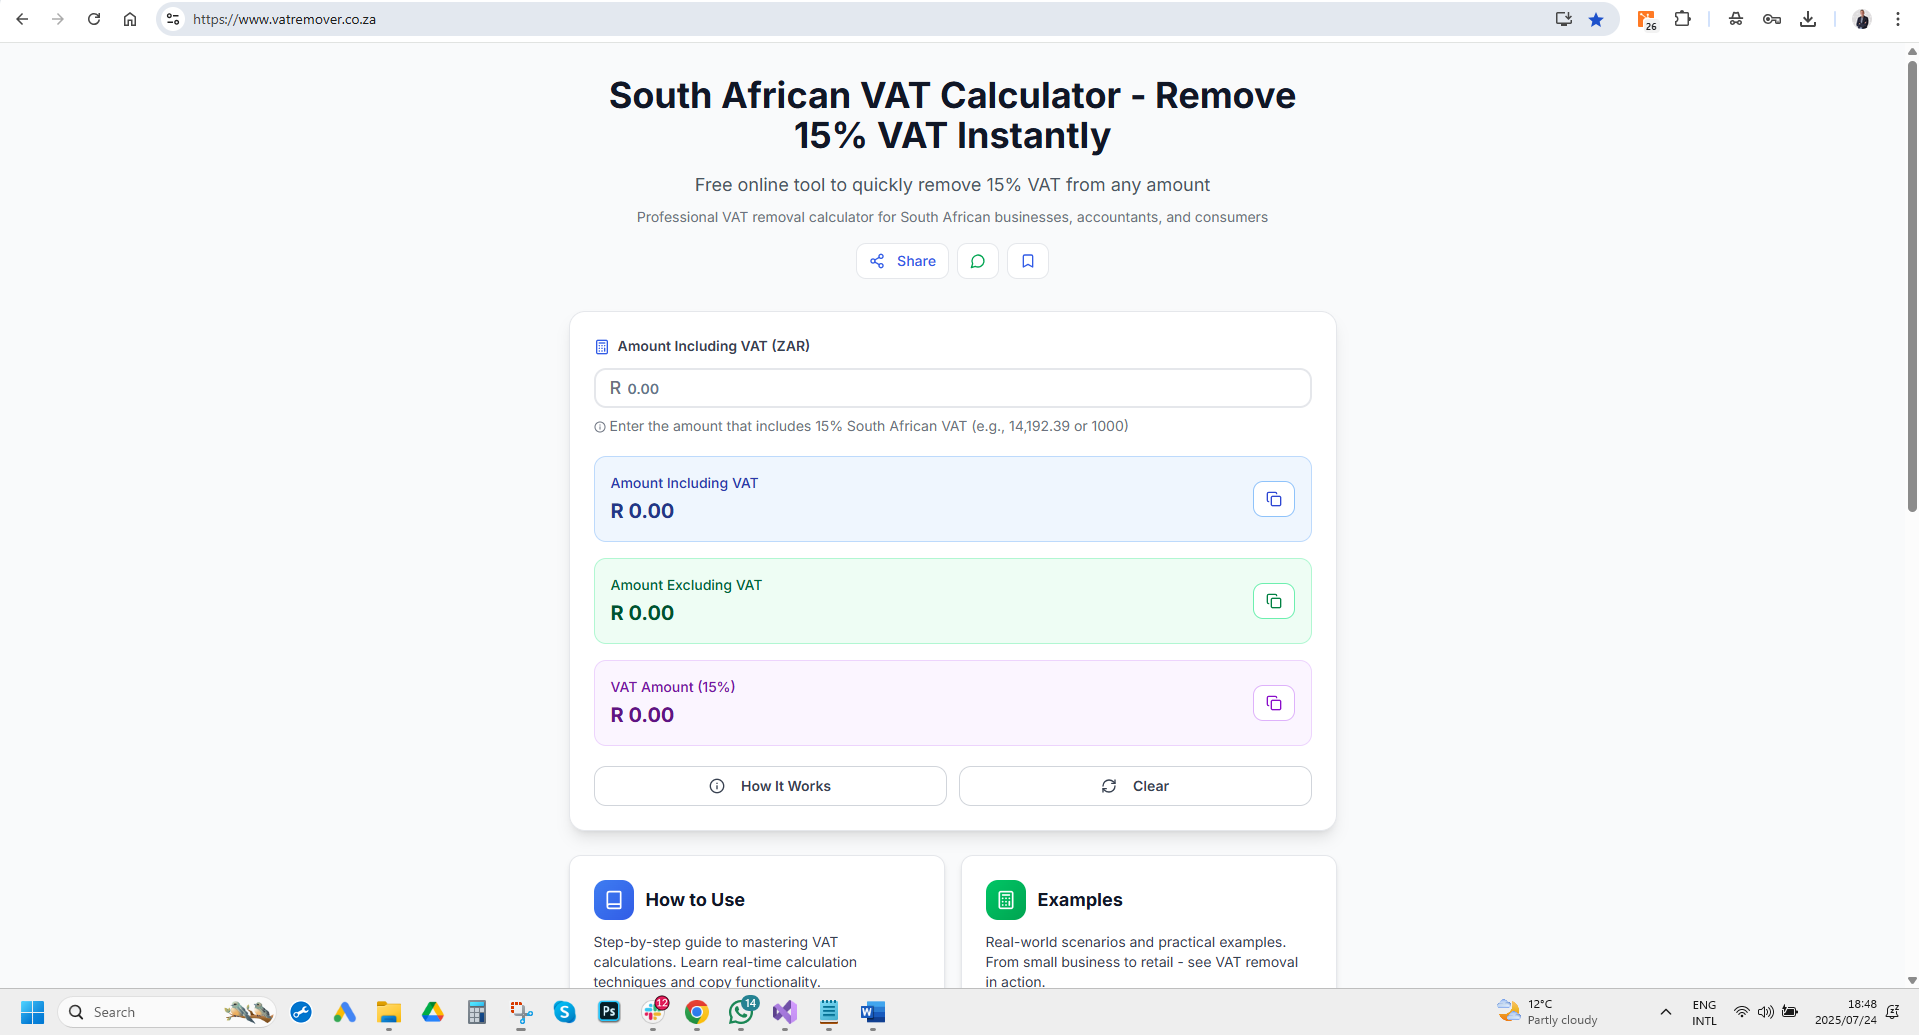 https://www.vatremover.co.za
26
South African VAT Calculator - Remove
15% VAT Instantly
Free online tool to quickly remove 15% VAT from any amount
Professional VAT removal calculator for South African businesses, accountants, and consumers
Share
Amount Including VAT (ZAR)
R 0.00
Enter the amount that includes 15% South African VAT (e.g., 14,192.39 or 1000)
Amount Including VAT
R 0.00
Amount Excluding VAT
R 0.00
VAT Amount (15%)
R 0.00
How It Works
Clear
How to Use
Step-by-step guide to mastering VAT
calculations. Learn real-time calculation
techniques and copy functionality.
Examples
Real-world scenarios and practical examples.
From small business to retail - see VAT removal
in action.
Search
S
Ps
12
14
W
12°C
Partly cloudy
ENG
INTL
18:48
2025/07/24